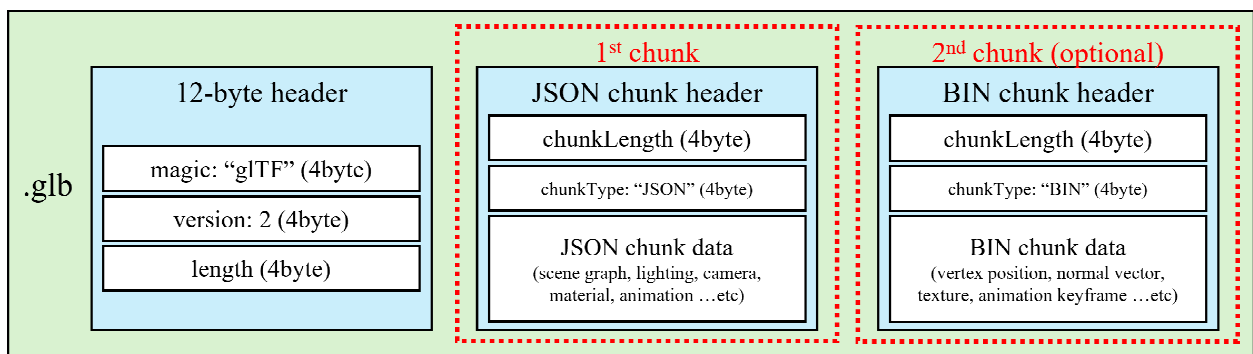 .glb
12-byte header
magic: “glTF” (4byte)
version: 2 (4byte)
length (4byte)
1st chunk
JSON chunk header
chunkLength (4byte)
chunkType: “JSON” (4byte)
JSON chunk data
(scene graph, lighting, camera,
material, animation …etc)
2nd chunk (optional)
BIN chunk header
chunkLength (4byte)
chunkType: “BIN” (4byte)
BIN chunk data
(vertex position, normal vector,
texture, animation keyframe …etc)